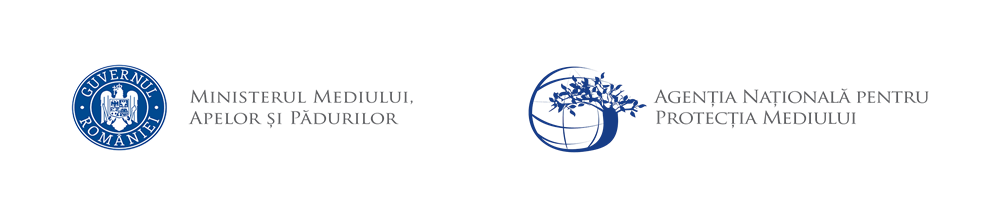 GUVERNUL
ROMÂNIEI
Ministerul Mediului,
Apelor și Pădurilor
Agenția Națională pentru
Protecția Mediului